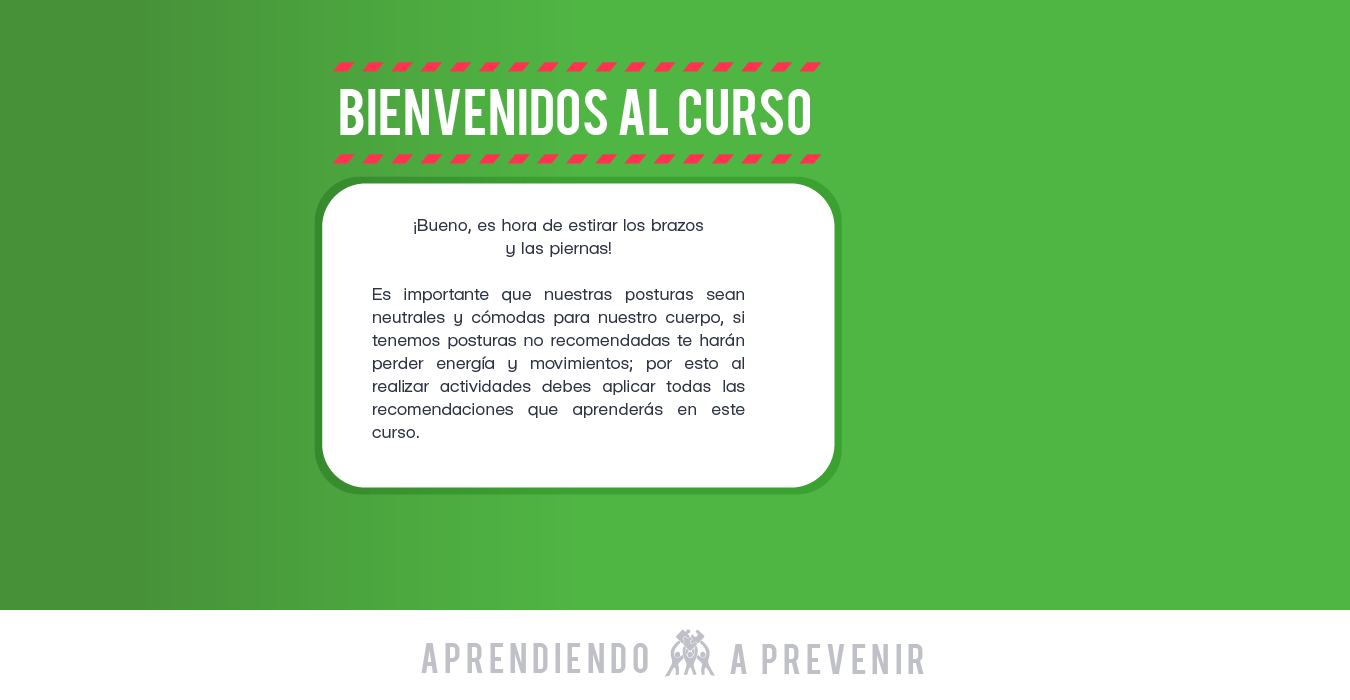 BIENVENIDOS AL CURSO
¡Bueno, es hora de estirar los brazos
y las piernas!
Es importante que nuestras posturas sean
neutrales y cómodas para nuestro cuerpo, si
tenemos posturas no recomendadas te harán
perder energía y movimientos; por esto al
realizar actividades debes aplicar todas las
recomendaciones que aprenderás en este
curso.
APRENDIENDO A PREVENIR